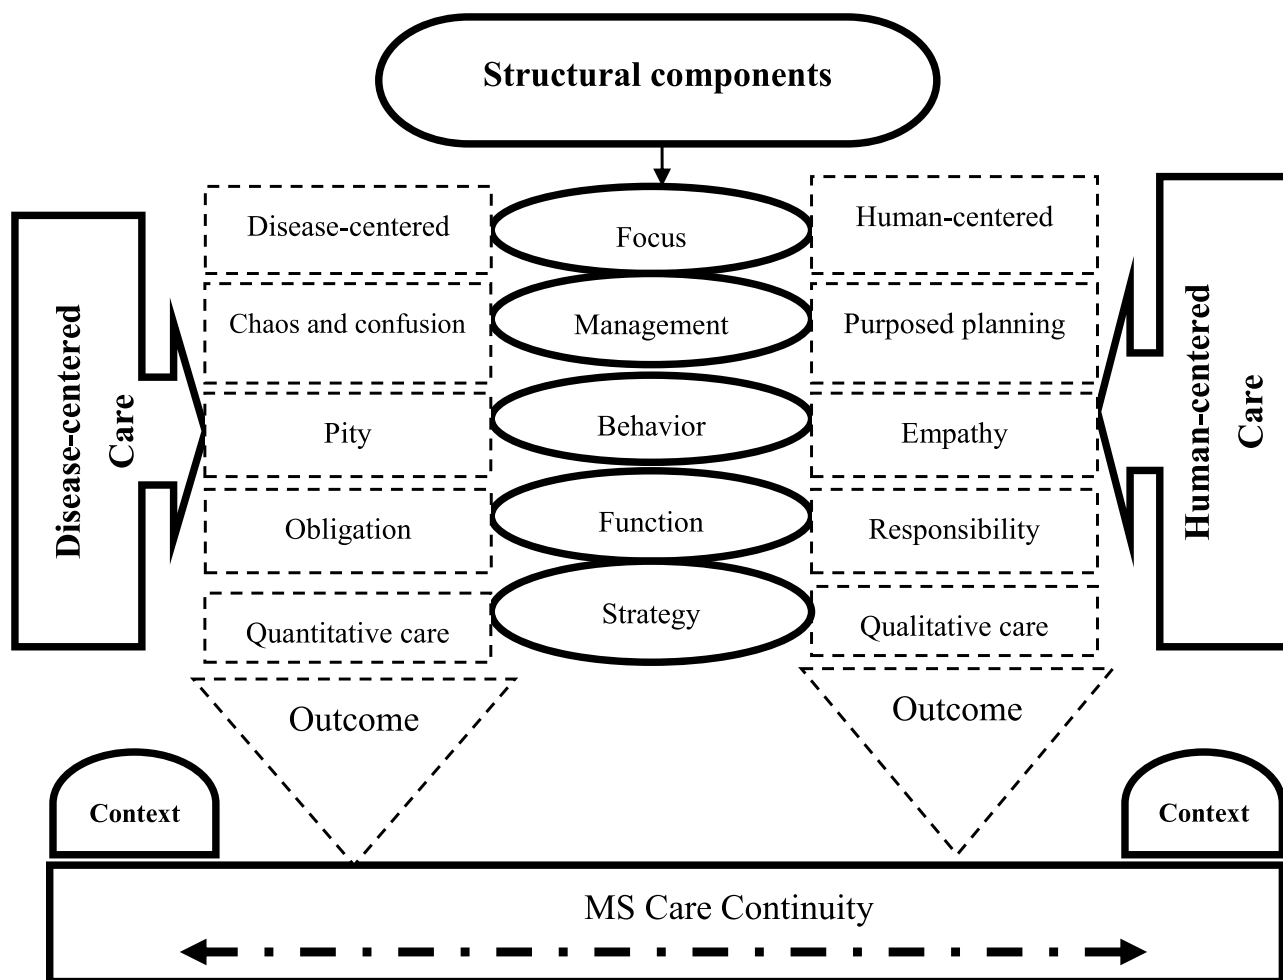 Structural components
Disease-centered
Focus
Human-centered
Chaos and confusion
Management
Purposed planning
Pity
Behavior
Empathy
Obligation
Function
Responsibility
Quantitative care
Strategy
Qualitative care
Disease-centered
Care
Human-centered
Care
Outcome
Outcome
Context
Context
MS Care Continuity